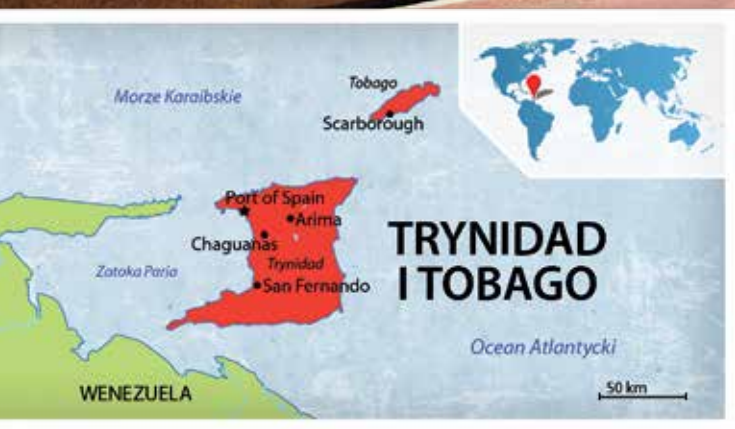 Morze Karaibskie
Tobago
Scarborough
Port of Spain
Arima
Chaguanas
Trynidad
Zatoka Paria
San Fernando
TRYNIDAD
I TOBAGO
Ocean Atlantycki
WENEZUELA
50 km